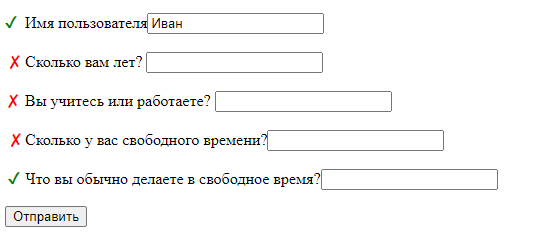 ✓ Имя пользователя Иван
✗ Сколько вам лет?
✗ Вы учитесь или работаете?
✗ Сколько у вас свободного времени?
✓ Что вы обычно делаете в свободное время?
Отправить